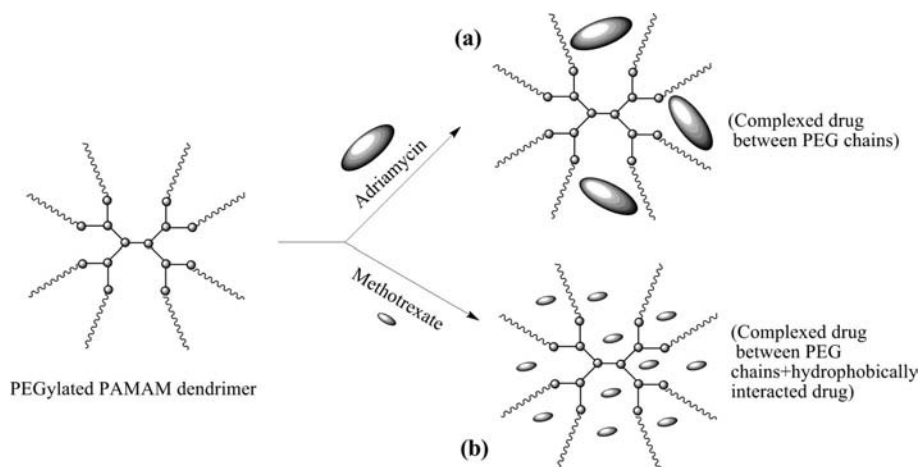 (a)
Adriamycin
(Complexed drug
between PEG chains)
PEGylated PAMAM dendrimer
Methotrexate
(Complexed drug
between PEG
chains+hydrophobically
interacted drug)
(b)